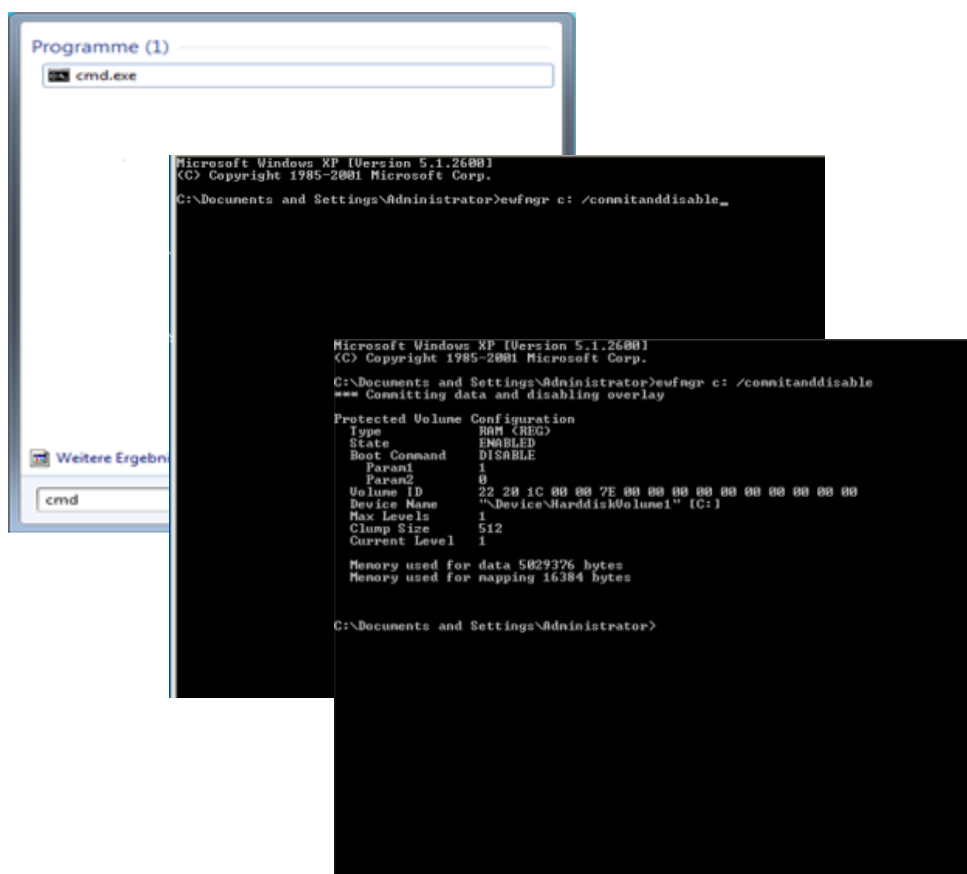 Programme (1)
cmd.exe
Weitere Ergebni
cmd
Microsoft Windows XP [Version 5.1.2600]
(C) Copyright 1985-2001 Microsoft Corp.
C:\Documents and Settings\Administrator>ewfmgr c: /commitanddisable_
Microsoft Windows XP [Version 5.1.2600]
(C) Copyright 1985-2001 Microsoft Corp.
C:\Documents and Settings\Administrator>ewfmgr c: /commitanddisable
*** Committing data and disabling overlay
Protected Volume Configuration
Type RAM (REG)
State ENABLED
Boot Command DISABLE
Param1 1
Param2 0
Volume ID 22 20 1C 00 00 7E 00 00 00 00 00 00 00 00 00 00
Device Name "\Device\HarddiskVolume1" [C:]
Max Levels 1
Clump Size 512
Current Level 1
Memory used for data 5029376 bytes
Memory used for mapping 16384 bytes
C:\Documents and Settings\Administrator>